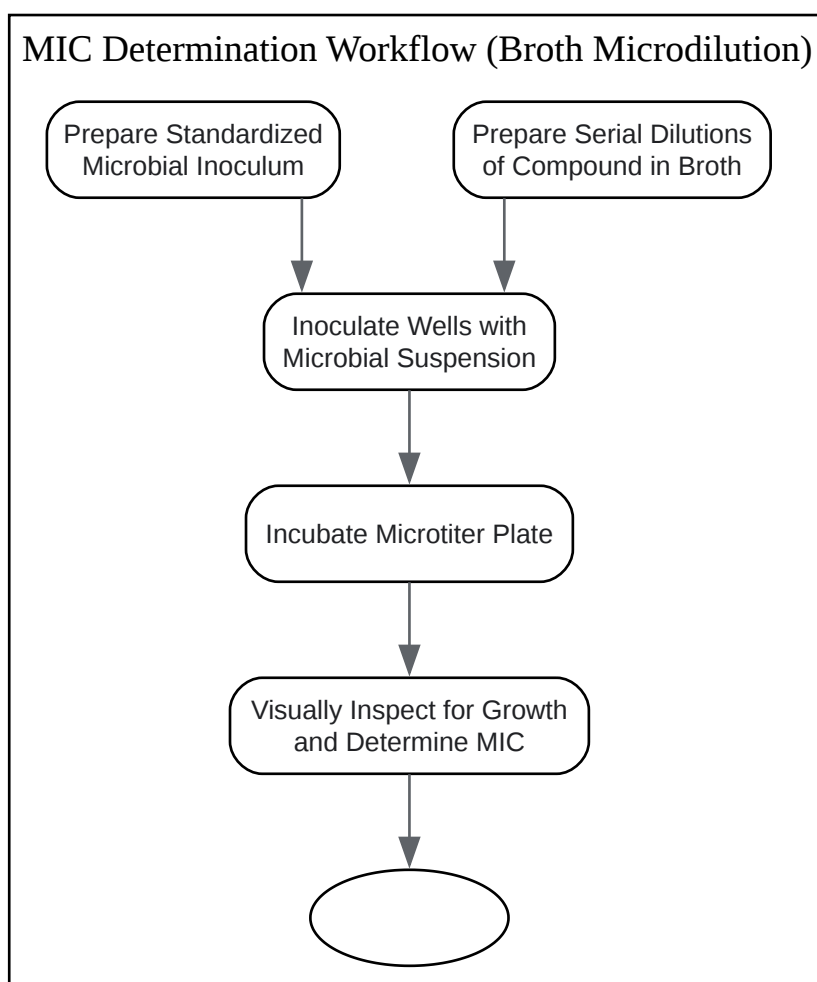 MIC Determination Workflow (Broth Microdilution)
Prepare Standardized
Microbial Inoculum
Prepare Serial Dilutions
of Compound in Broth
Inoculate Wells with
Microbial Suspension
Incubate Microtiter Plate
Visually Inspect for Growth
and Determine MIC